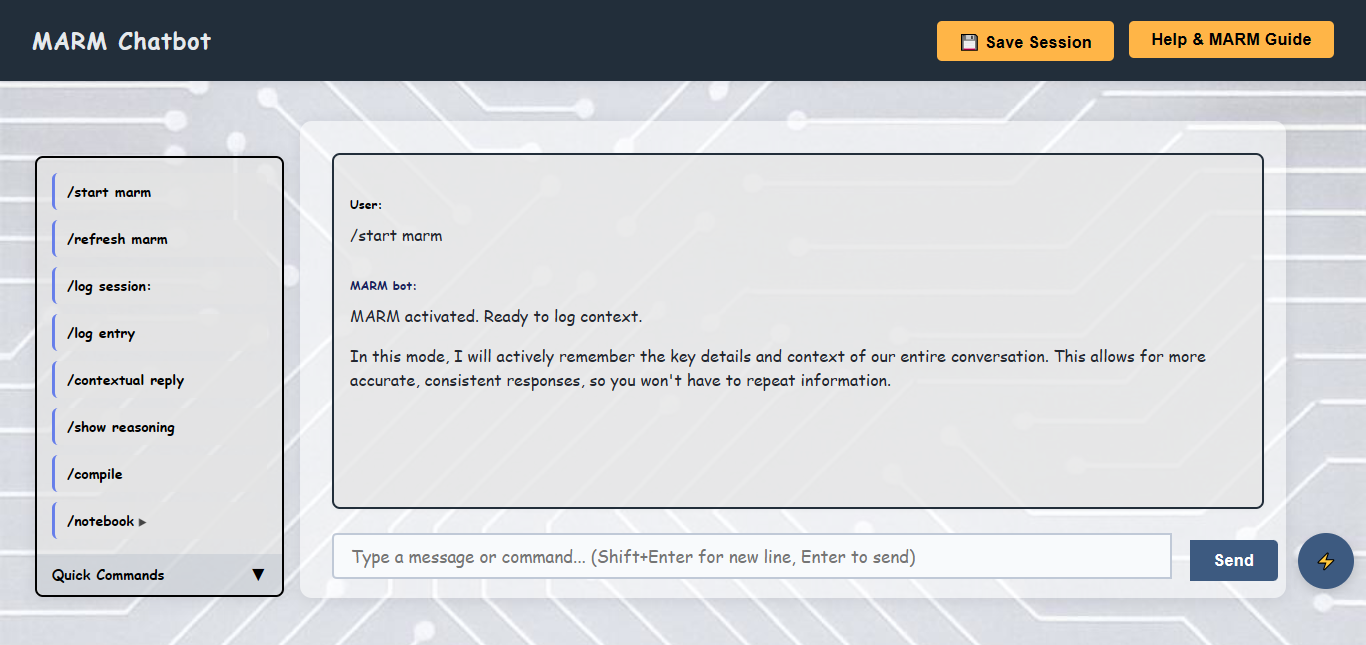 MARM Chatbot
💾 Save Session
Help & MARM Guide
/start marm
/refresh marm
/log session:
/log entry
/contextual reply
/show reasoning
/compile
/notebook ▸
Quick Commands ▼
User:
/start marm
MARM bot:
MARM activated. Ready to log context.
In this mode, I will actively remember the key details and context of our entire conversation. This allows for more
accurate, consistent responses, so you won't have to repeat information.
Type a message or command... (Shift+Enter for new line, Enter to send)
Send